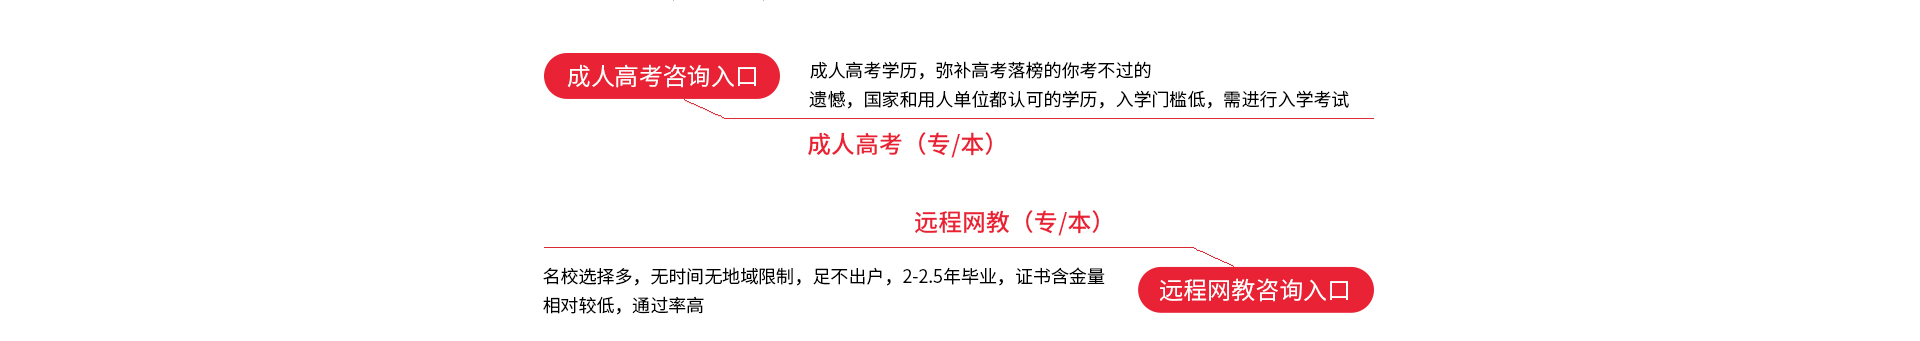 成人高考咨询入口
成人高考学历，弥补高考落榜的你考不过的
遗憾，国家和用人单位都认可的学历，入学门槛低，需进行入学考试
成人高考（专/本）
远程网教（专/本）
名校选择多，无时间无地域限制，足不出户，2-2.5年毕业，证书含金量
相对较低，通过率高
远程网教咨询入口